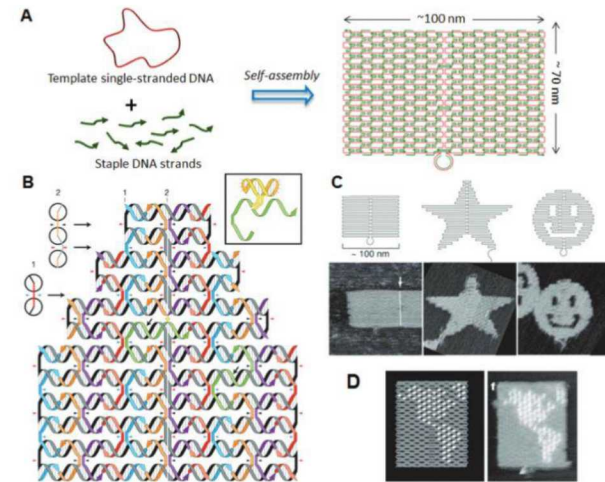 A
Template single-stranded DNA
+
Staple DNA strands
Self-assembly
~100 nm
~70 nm
B
2
1
1
2
C
~ 100 nm
D
1